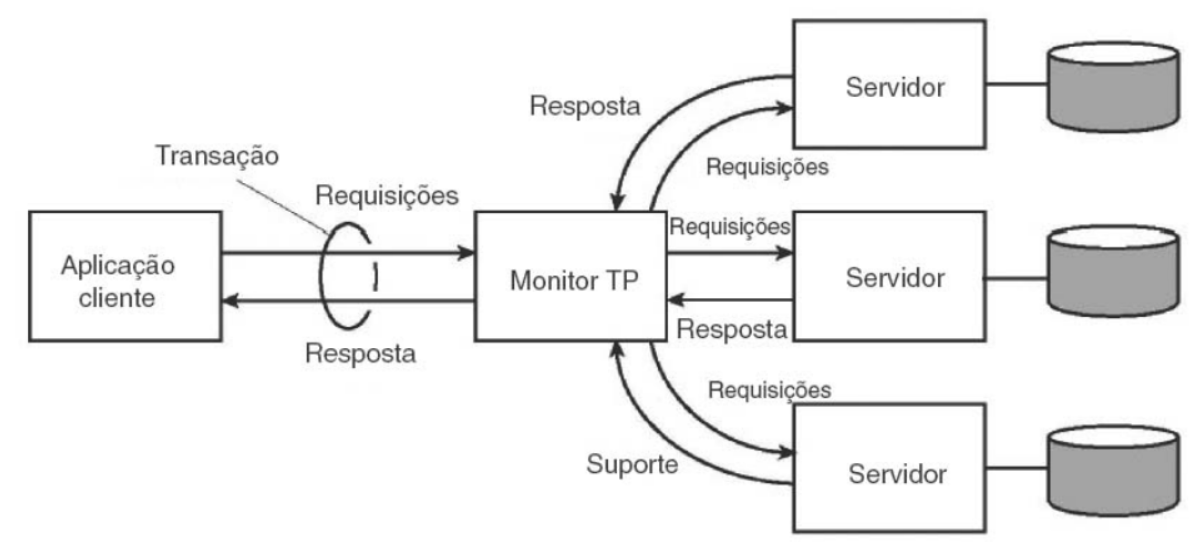 Servidor
Resposta
Requisições
Transação
Requisições
Aplicação
cliente
Resposta
Monitor TP
Requisições
Resposta
Servidor
Requisições
Suporte
Servidor